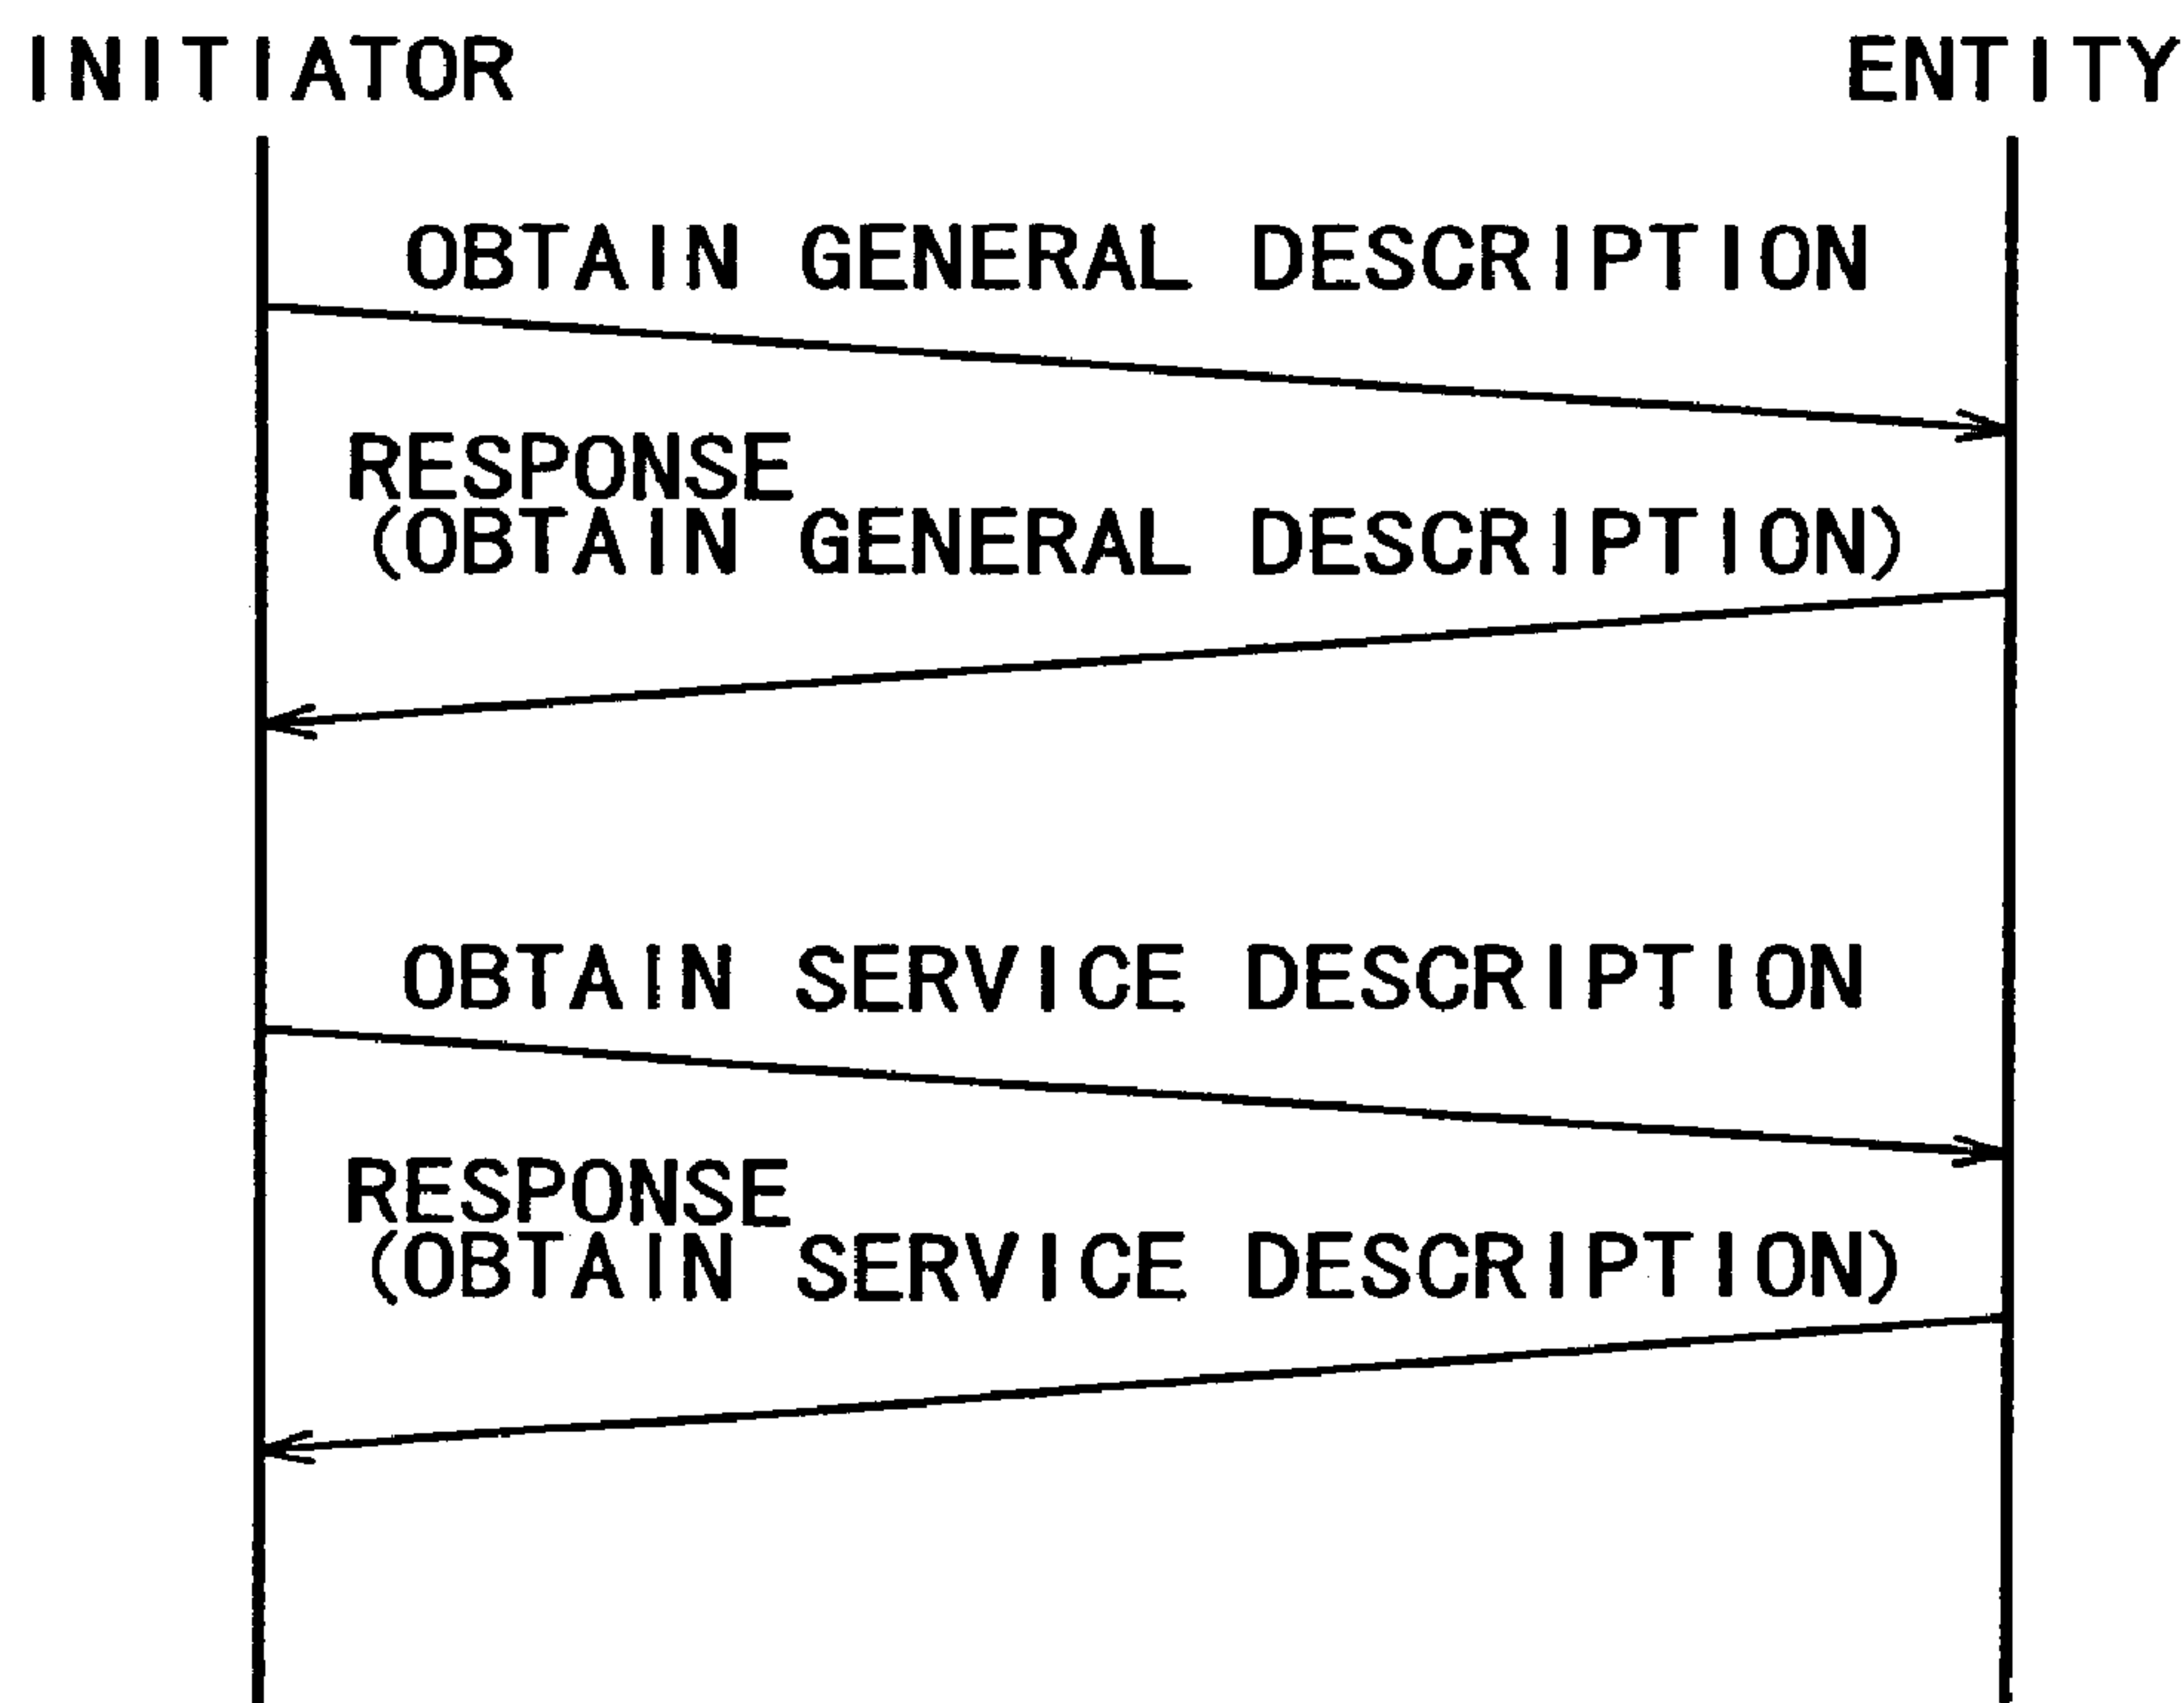 INITIATOR ENTITY
OBTAIN GENERAL DESCRIPTION
RESPONSE
(OBTAIN GENERAL DESCRIPTION)
OBTAIN SERVICE DESCRIPTION
RESPONSE
(OBTAIN SERVICE DESCRIPTION)